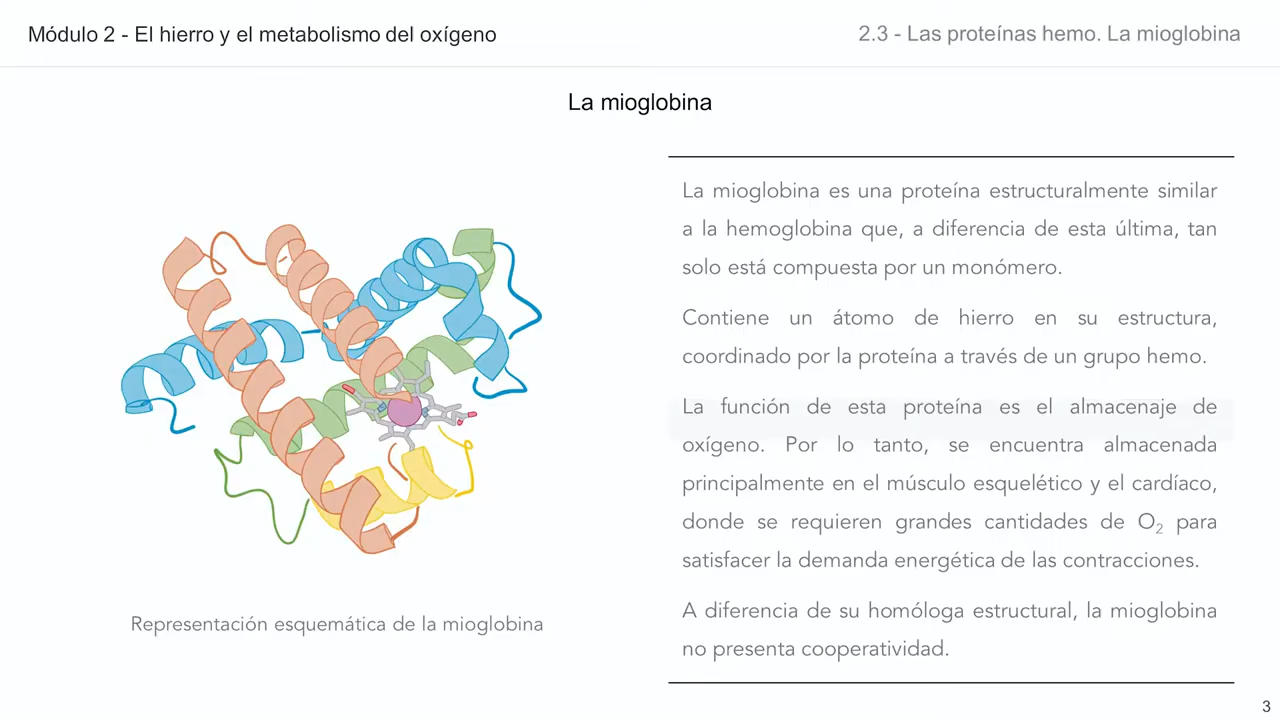 Módulo 2 - El hierro y el metabolismo del oxígeno
2.3 - Las proteínas hemo. La mioglobina
La mioglobina
La mioglobina es una proteína estructuralmente similar
a la hemoglobina que, a diferencia de esta última, tan
solo está compuesta por un monómero.
Contiene un átomo de hierro en su estructura,
coordinado por la proteína a través de un grupo hemo.
La función de esta proteína es el almacenaje de
oxígeno. Por lo tanto, se encuentra almacenada
principalmente en el músculo esquelético y el cardíaco,
donde se requieren grandes cantidades de O₂ para
satisfacer la demanda energética de las contracciones.
A diferencia de su homóloga estructural, la mioglobina
no presenta cooperatividad.
Representación esquemática de la mioglobina
3